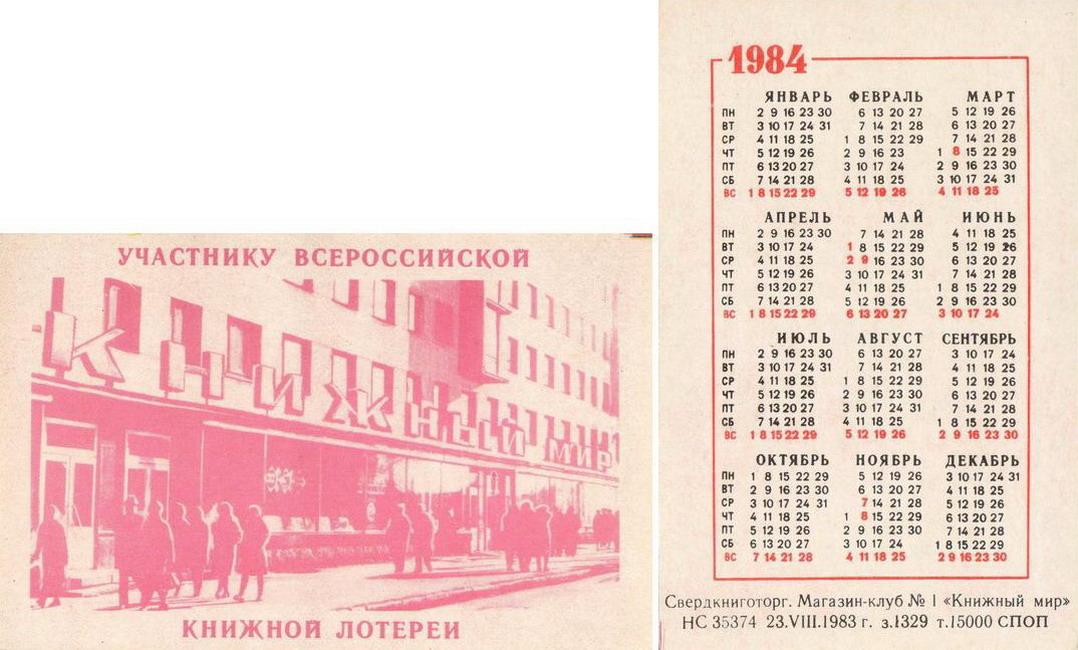 УЧАСТНИКУ ВСЕРОССИЙСКОЙ
КНИЖНЫЙ МИР
КНИЖНОЙ ЛОТЕРЕИ
1984
ЯНВАРЬ ФЕВРАЛЬ МАРТ
ПН 2 9 16 23 30 6 13 20 27 5 12 19 26
ВТ 3 10 17 24 31 7 14 21 28 6 13 20 27
СР 4 11 18 25 1 8 15 22 29 7 14 21 28
ЧТ 5 12 19 26 2 9 16 23 1 8 15 22 29
ПТ 6 13 20 27 3 10 17 24 2 9 16 23 30
СБ 7 14 21 28 4 11 18 25 3 10 17 24 31
ВС 1 8 15 22 29 5 12 19 26 4 11 18 25
АПРЕЛЬ МАЙ ИЮНЬ
ПН 2 9 16 23 30 7 14 21 28 4 11 18 25
ВТ 3 10 17 24 1 8 15 22 29 5 12 19 26
СР 4 11 18 25 2 9 16 23 30 6 13 20 27
ЧТ 5 12 19 26 3 10 17 24 31 7 14 21 28
ПТ 6 13 20 27 4 11 18 25 1 8 15 22 29
СБ 7 14 21 28 5 12 19 26 2 9 16 23 30
ВС 1 8 15 22 29 6 13 20 27 3 10 17 24
ИЮЛЬ АВГУСТ СЕНТЯБРЬ
ПН 2 9 16 23 30 6 13 20 27 3 10 17 24
ВТ 3 10 17 24 31 7 14 21 28 4 11 18 25
СР 4 11 18 25 1 8 15 22 29 5 12 19 26
ЧТ 5 12 19 26 2 9 16 23 30 6 13 20 27
ПТ 6 13 20 27 3 10 17 24 31 7 14 21 28
СБ 7 14 21 28 4 11 18 25 1 8 15 22 29
ВС 1 8 15 22 29 5 12 19 26 2 9 16 23 30
ОКТЯБРЬ НОЯБРЬ ДЕКАБРЬ
ПН 1 8 15 22 29 5 12 19 26 3 10 17 24 31
ВТ 2 9 16 23 30 6 13 20 27 4 11 18 25
СР 3 10 17 24 31 7 14 21 28 5 12 19 26
ЧТ 4 11 18 25 1 8 15 22 29 6 13 20 27
ПТ 5 12 19 26 2 9 16 23 30 7 14 21 28
СБ 6 13 20 27 3 10 17 24 1 8 15 22 29
ВС 7 14 21 28 4 11 18 25 2 9 16 23 30
Свердкниготорг. Магазин-клуб № 1 «Книжный мир»
НС 35374 23.VIII.1983 г. з.1329 т.15000 СПОП